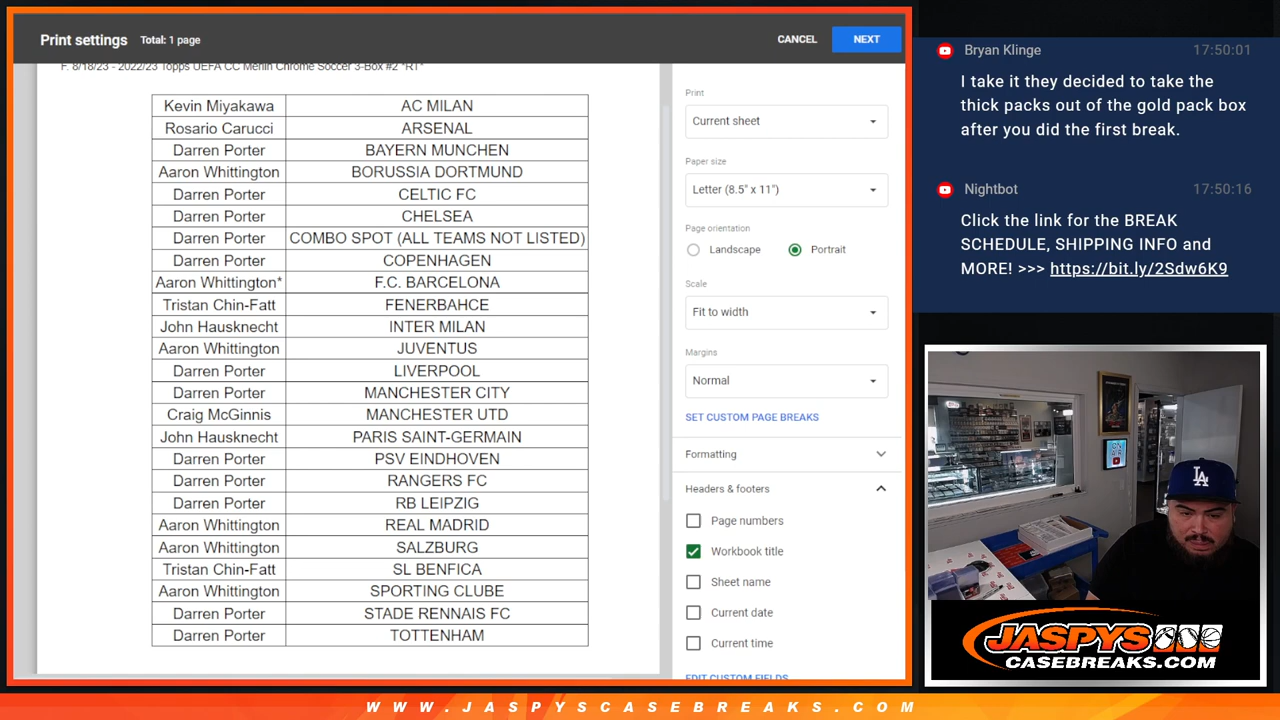 Print settings
Total: 1 page
CANCEL
NEXT
F. 8/18/23 - 2022/23 Topps UEFA CC Merlin Chrome Soccer 3-Box #2 *RT*
Kevin Miyakawa AC MILAN
Rosario Carucci ARSENAL
Darren Porter BAYERN MUNCHEN
Aaron Whittington BORUSSIA DORTMUND
Darren Porter CELTIC FC
Darren Porter CHELSEA
Darren Porter COMBO SPOT (ALL TEAMS NOT LISTED)
Darren Porter COPENHAGEN
Aaron Whittington* F.C. BARCELONA
Tristan Chin-Fatt FENERBAHCE
John Hausknecht INTER MILAN
Aaron Whittington JUVENTUS
Darren Porter LIVERPOOL
Darren Porter MANCHESTER CITY
Craig McGinnis MANCHESTER UTD
John Hausknecht PARIS SAINT-GERMAIN
Darren Porter PSV EINDHOVEN
Darren Porter RANGERS FC
Darren Porter RB LEIPZIG
Aaron Whittington REAL MADRID
Aaron Whittington SALZBURG
Tristan Chin-Fatt SL BENFICA
Aaron Whittington SPORTING CLUBE
Darren Porter STADE RENNAIS FC
Darren Porter TOTTENHAM
Print
Current sheet
Paper size
Letter (8.5" x 11")
Page orientation
Landscape
Portrait
Scale
Fit to width
Margins
Normal
SET CUSTOM PAGE BREAKS
Formatting
Headers & footers
Page numbers
Workbook title
Sheet name
Current date
Current time
EDIT CUSTOM FIELDS
Bryan Klinge 17:50:01
I take it they decided to take the
thick packs out of the gold pack box
after you did the first break.
Nightbot 17:50:16
Click the link for the BREAK
SCHEDULE, SHIPPING INFO and
MORE! >>> https://bit.ly/2Sdw6K9
ON
AIR
LA
JASPYS
CASEBREAKS.COM
WWW.JASPYSCASEBREAKS.COM